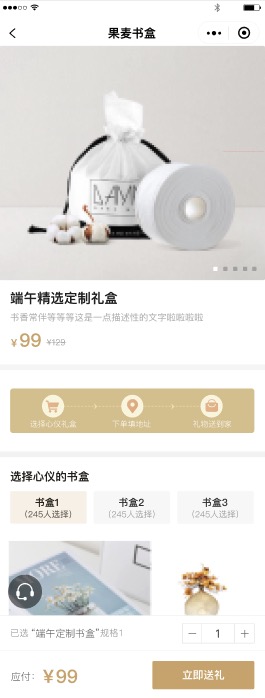 果麦书盒
DAYN
端午精选定制礼盒
书香常伴等等等这是一点描述性的文字啦啦啦啦
¥99 ¥129
选择心仪礼盒 下单填地址 礼物送到家
选择心仪的书盒
书盒1 书盒2 书盒3
(245人选择) (245人选择) (245人选择)
已选 “端午定制书盒”规格1 − 1 +
应付: ¥99 立即送礼